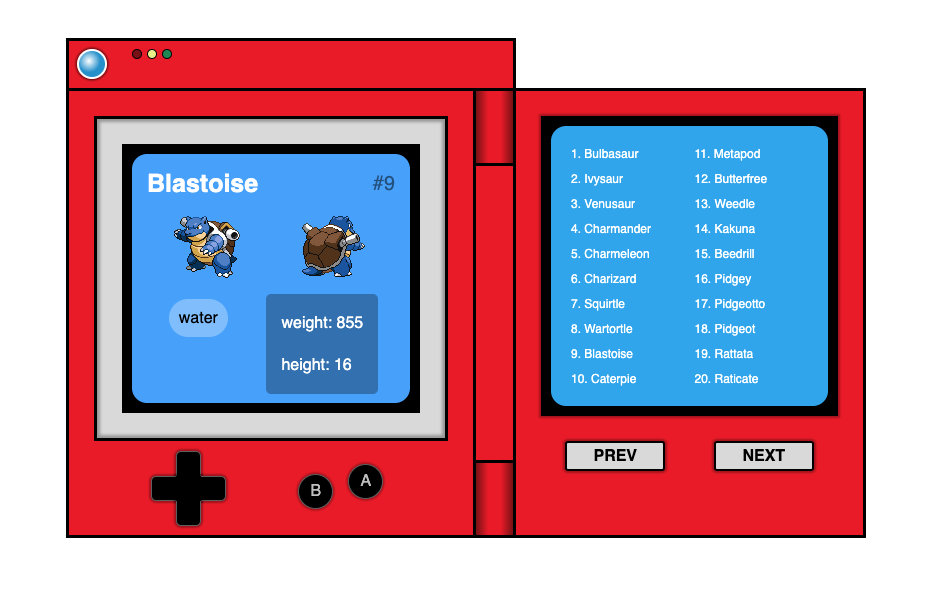 Blastoise #9
water
weight: 855
height: 16
B A
1. Bulbasaur
2. Ivysaur
3. Venusaur
4. Charmander
5. Charmeleon
6. Charizard
7. Squirtle
8. Wartortle
9. Blastoise
10. Caterpie
11. Metapod
12. Butterfree
13. Weedle
14. Kakuna
15. Beedrill
16. Pidgey
17. Pidgeotto
18. Pidgeot
19. Rattata
20. Raticate
PREV NEXT